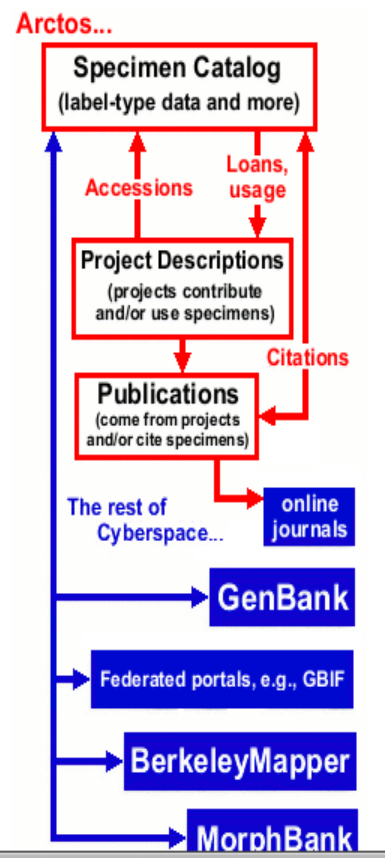 Arctos...
Specimen Catalog
(label-type data and more)
Accessions
Loans,
usage
Project Descriptions
(projects contribute
and/or use specimens)
Citations
Publications
(come from projects
and/or cite specimens)
The rest of
Cyberspace...
online
journals
GenBank
Federated portals, e.g., GBIF
BerkeleyMapper
MorphBank